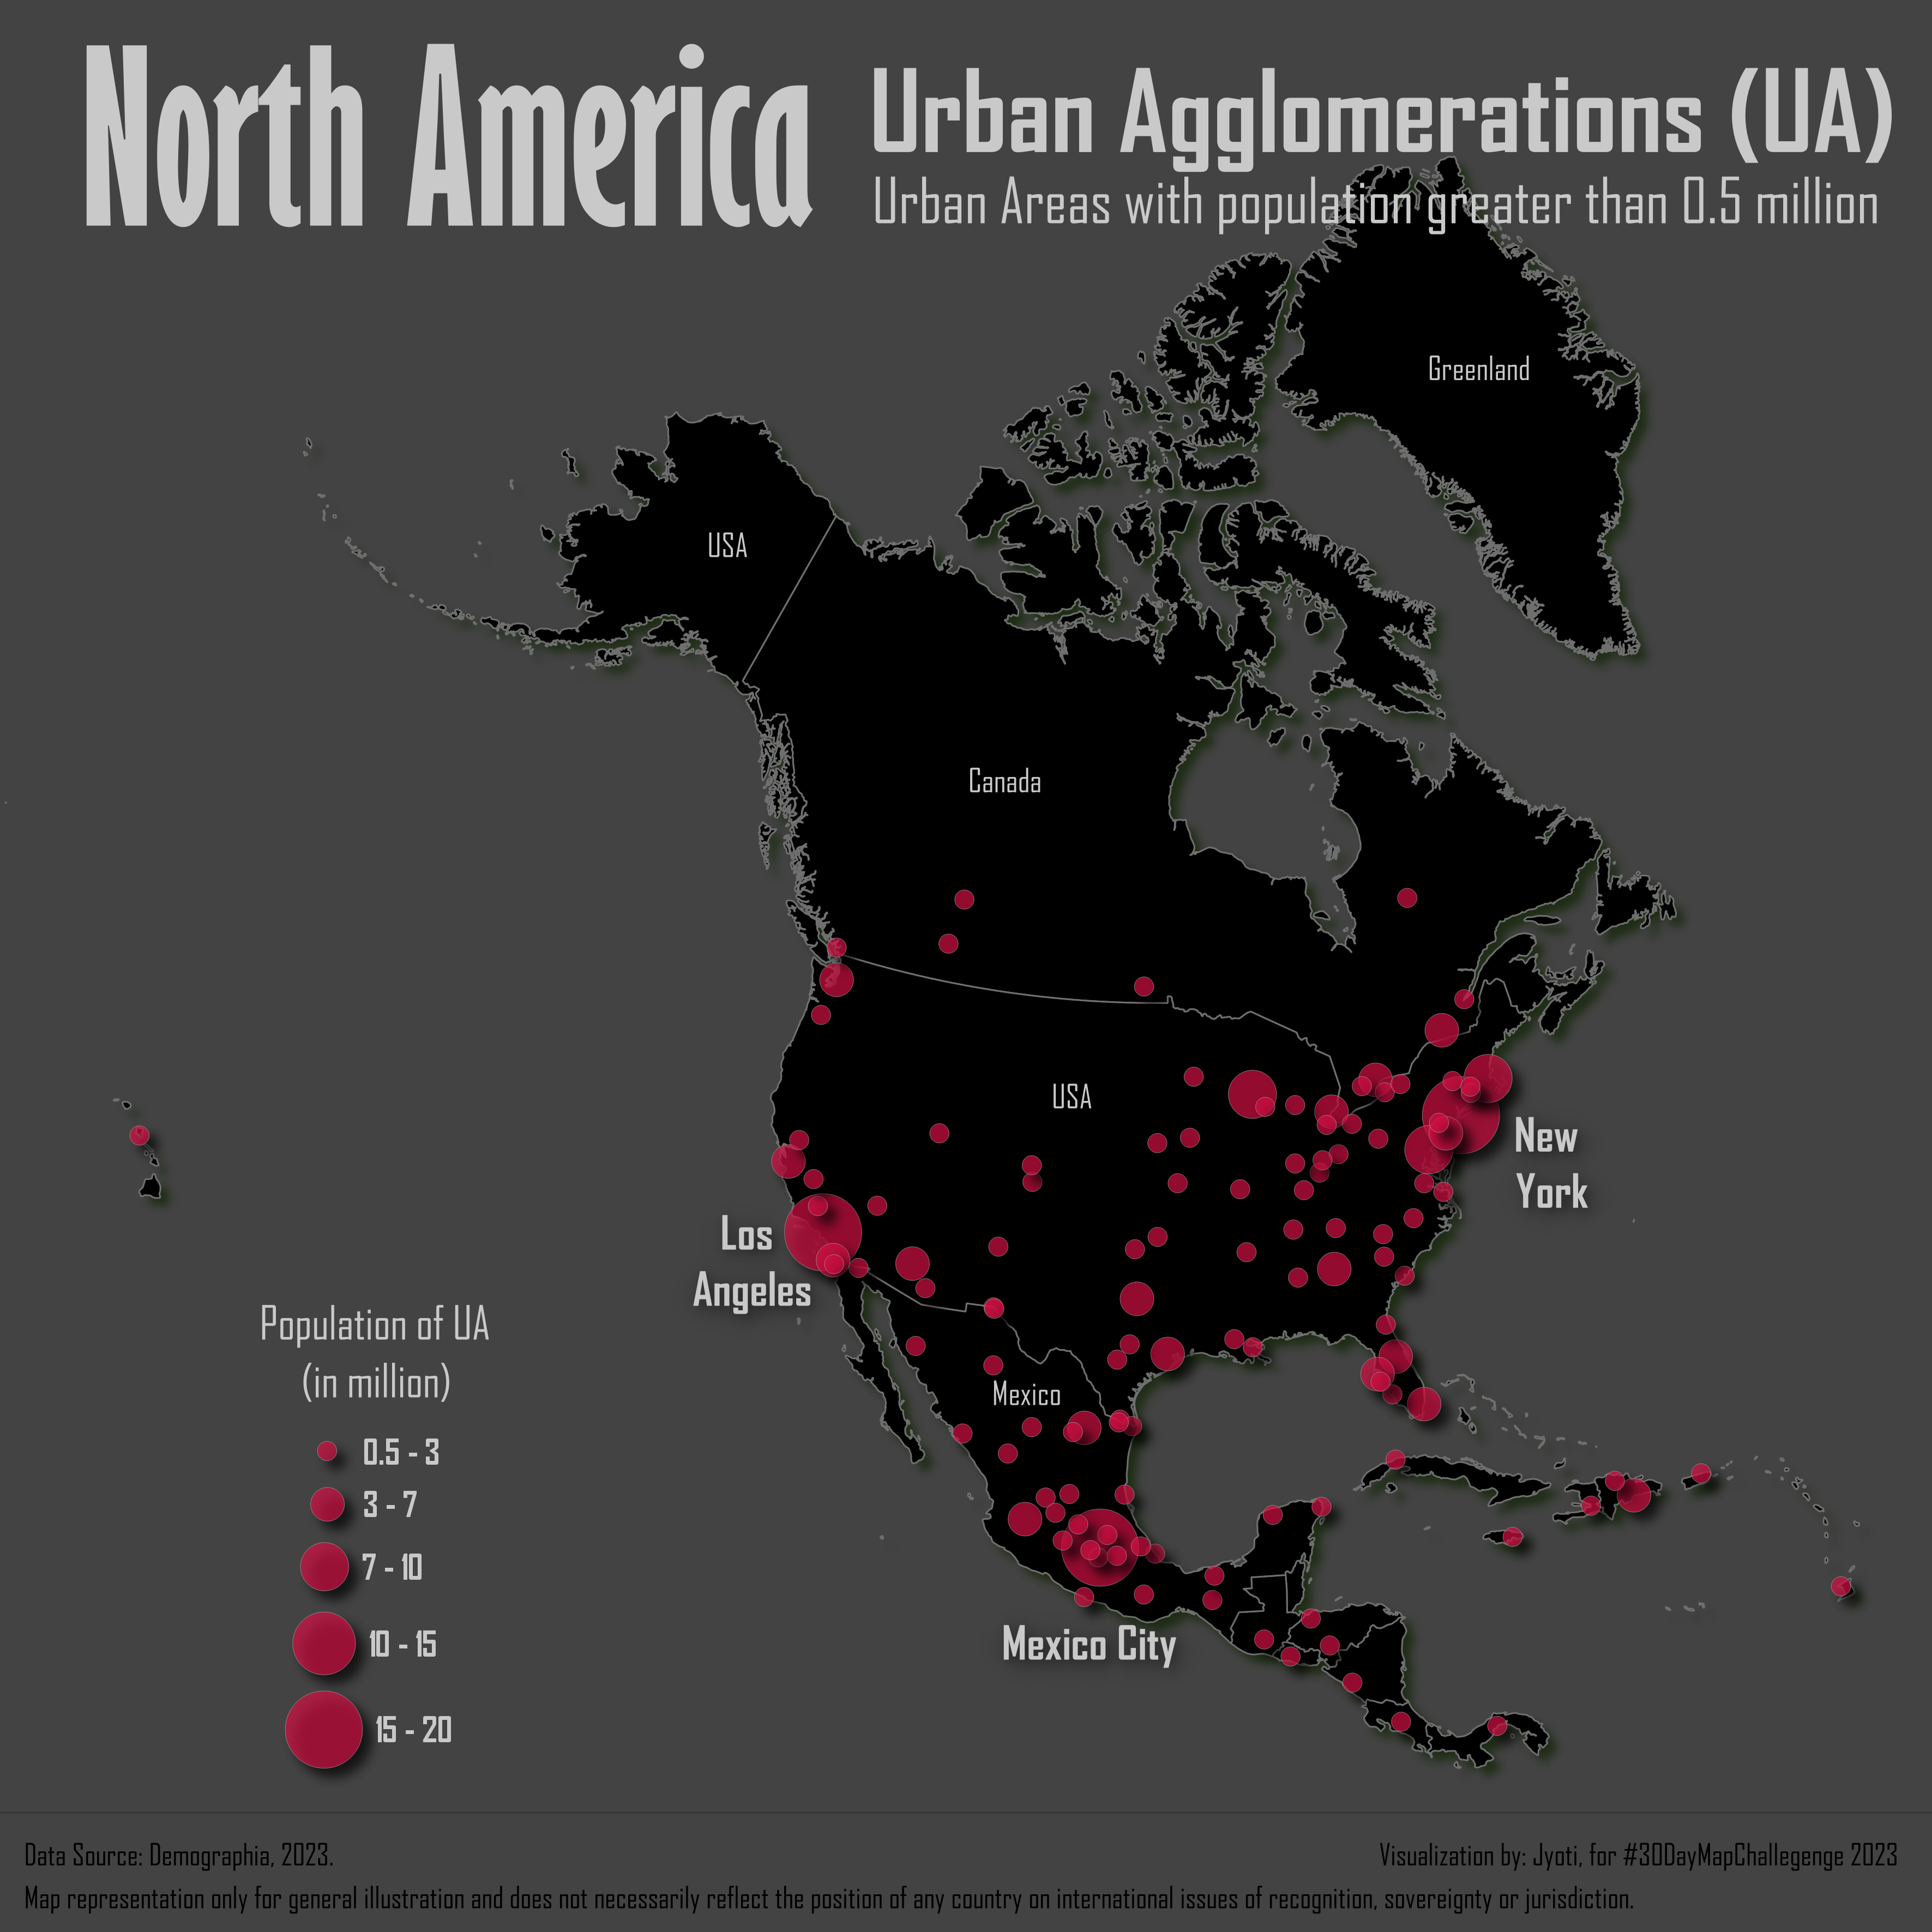 North America
Urban Agglomerations (UA)
Urban Areas with population greater than 0.5 million
Greenland
USA
Canada
USA
New
York
Los
Angeles
Mexico
Mexico City
Population of UA
(in million)
0.5 - 3
3 - 7
7 - 10
10 - 15
15 - 20
Data Source: Demographia, 2023.
Visualization by: Jyoti, for #30DayMapChallegenge 2023
Map representation only for general illustration and does not necessarily reflect the position of any country on international issues of recognition, sovereignty or jurisdiction.